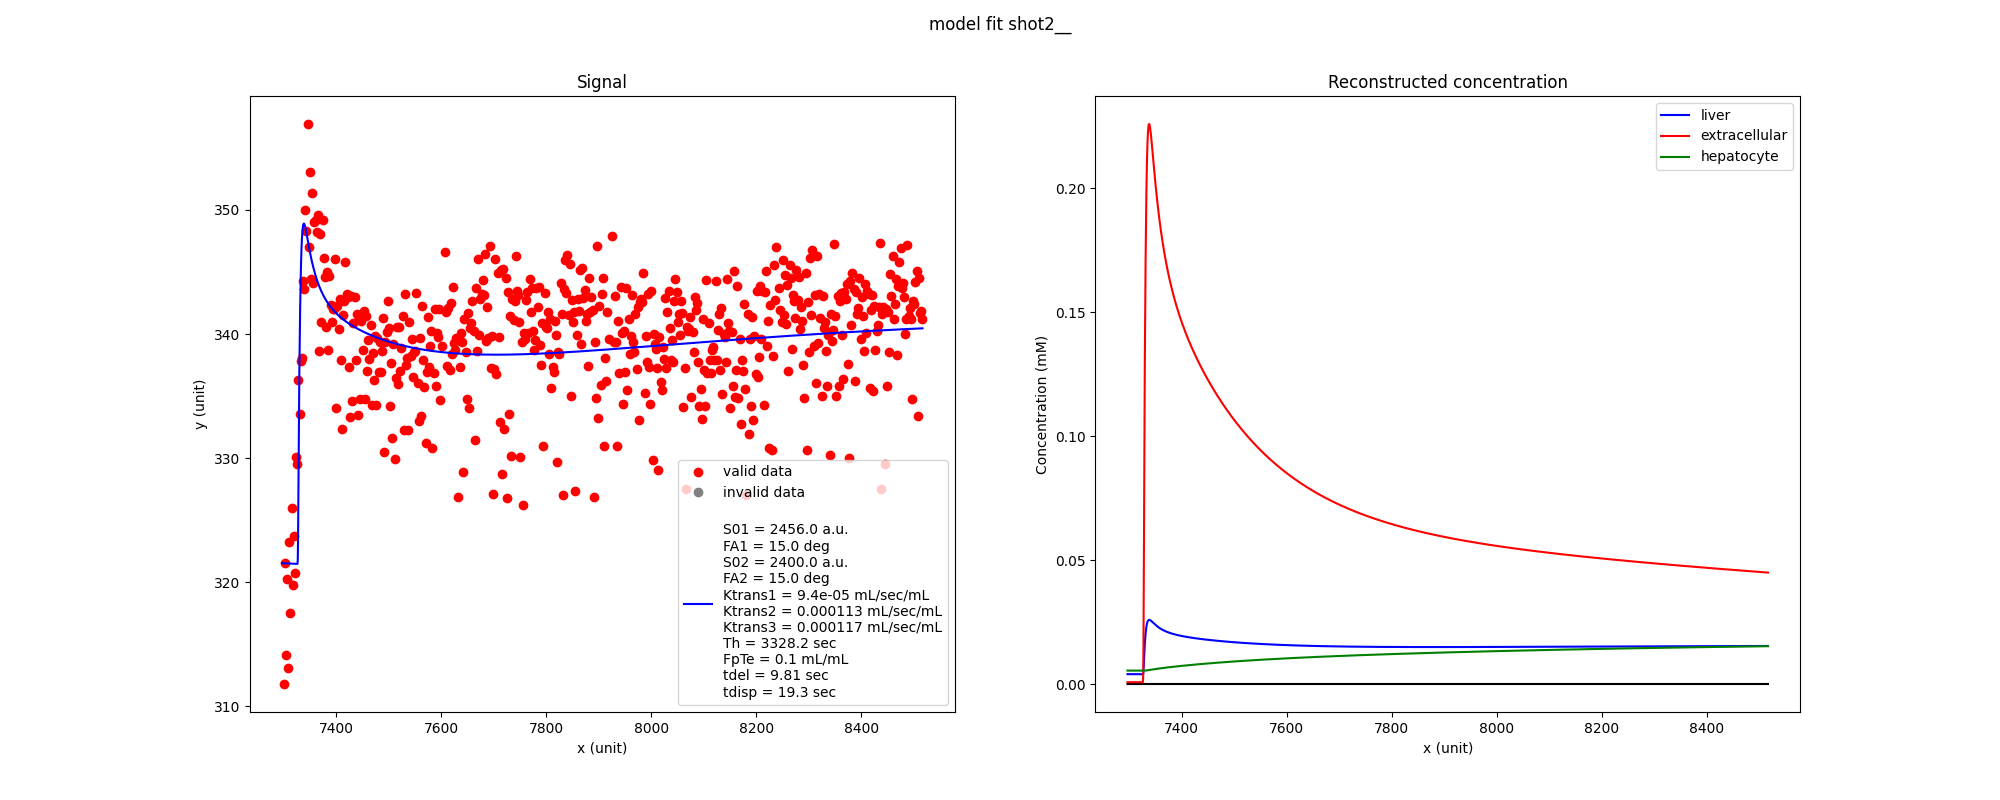 model fit shot2__
Signal
y (unit)
350
340
330
320
310
7400
7600
7800
8000
8200
8400
x (unit)
valid data
invalid data
S01 = 2456.0 a.u.
FA1 = 15.0 deg
S02 = 2400.0 a.u.
FA2 = 15.0 deg
Ktrans1 = 9.4e-05 mL/sec/mL
Ktrans2 = 0.000113 mL/sec/mL
Ktrans3 = 0.000117 mL/sec/mL
Th = 3328.2 sec
FpTe = 0.1 mL/mL
tdel = 9.81 sec
tdisp = 19.3 sec
Reconstructed concentration
Concentration (mM)
0.20
0.15
0.10
0.05
0.00
7400
7600
7800
8000
8200
8400
x (unit)
liver
extracellular
hepatocyte